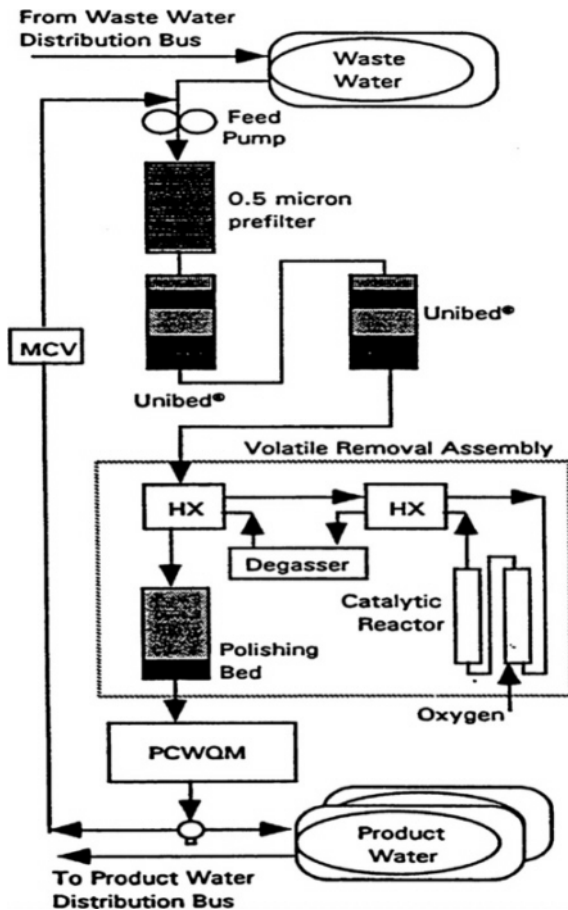 From Waste Water
Distribution Bus
Waste
Water
Feed
Pump
0.5 micron
prefilter
Unibed®
MCV
Unibed®
Volatile Removal Assembly
HX
HX
Degasser
Catalytic
Reactor
Polishing
Bed
Oxygen
PCWQM
Product
Water
To Product Water
Distribution Bus